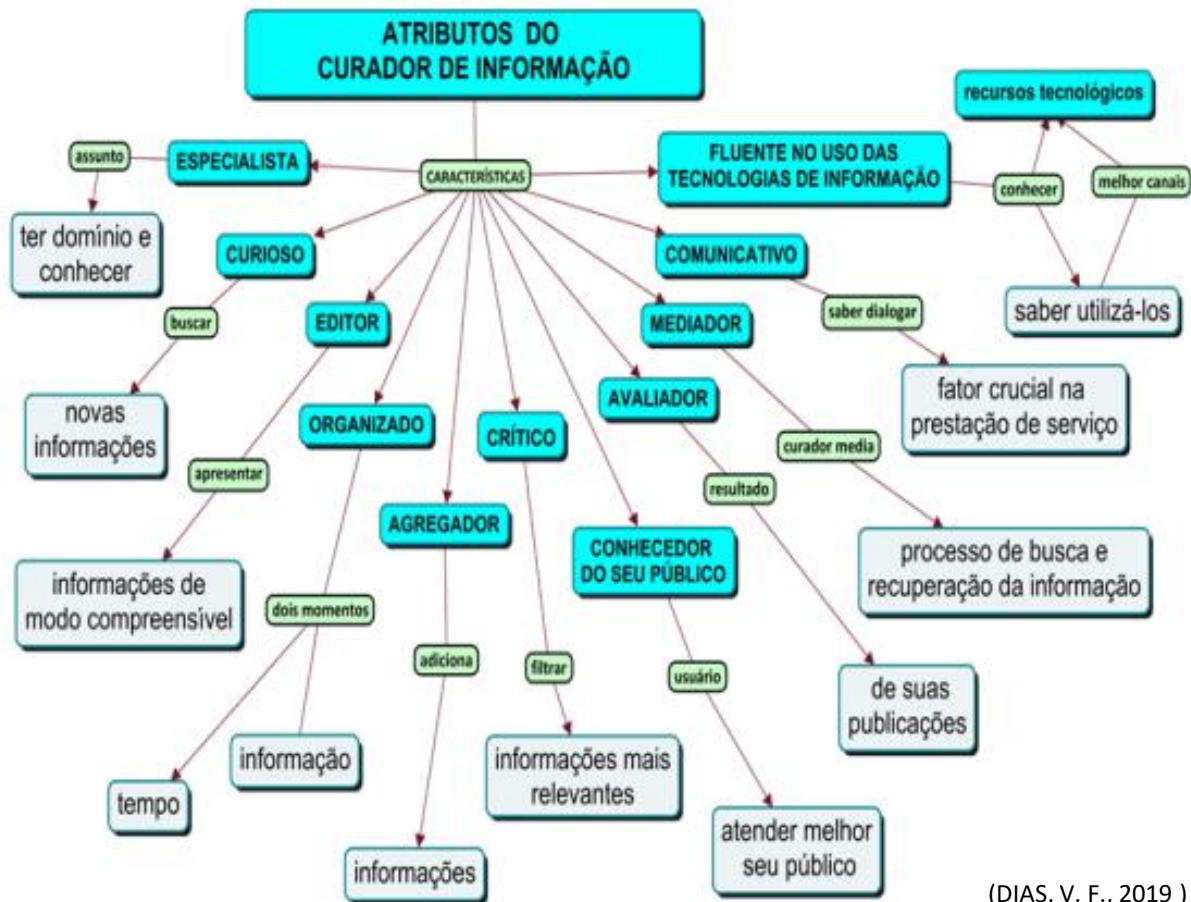 ATRIBUTOS DO
CURADOR DE INFORMAÇÃO
recursos tecnológicos
assunto
ESPECIALISTA
CARACTERÍSTICAS
FLUENTE NO USO DAS
TECNOLOGIAS DE INFORMAÇÃO
conhecer
melhor canais
ter domínio e
conhecer
CURIOSO
COMUNICATIVO
buscar
EDITOR
MEDIADOR
saber dialogar
saber utilizá-los
novas
informações
ORGANIZADO
CRÍTICO
AVALIADOR
fator crucial na
prestação de serviço
apresentar
AGREGADOR
resultado
curador media
CONHECEDOR
DO SEU PÚBLICO
informações de
modo compreensível
dois momentos
processo de busca e
recuperação da informação
adiciona
filtrar
usuário
de suas
publicações
informação
informações mais
relevantes
tempo
atender melhor
seu público
informações
(DIAS, V. F., 2019 )